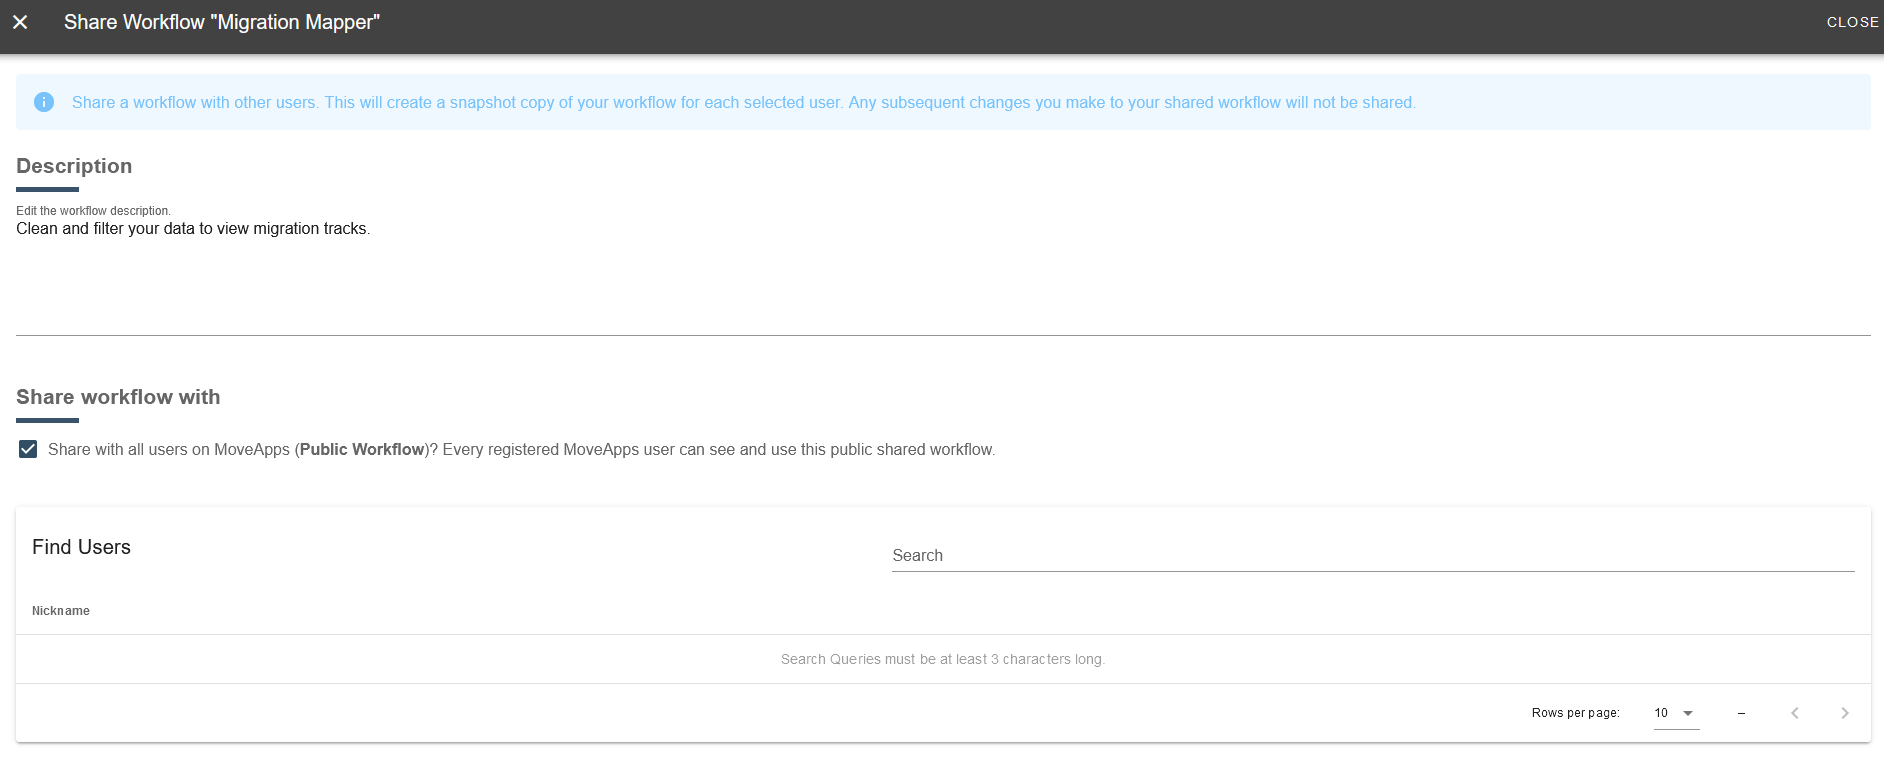 Share Workflow "Migration Mapper"
CLOSE
Share a workflow with other users. This will create a snapshot copy of your workflow for each selected user. Any subsequent changes you make to your shared workflow will not be shared.
Description
Edit the workflow description.
Clean and filter your data to view migration tracks.
Share workflow with
Share with all users on MoveApps (Public Workflow)? Every registered MoveApps user can see and use this public shared workflow.
Find Users
Search
Nickname
Search Queries must be at least 3 characters long.
Rows per page: 10 –